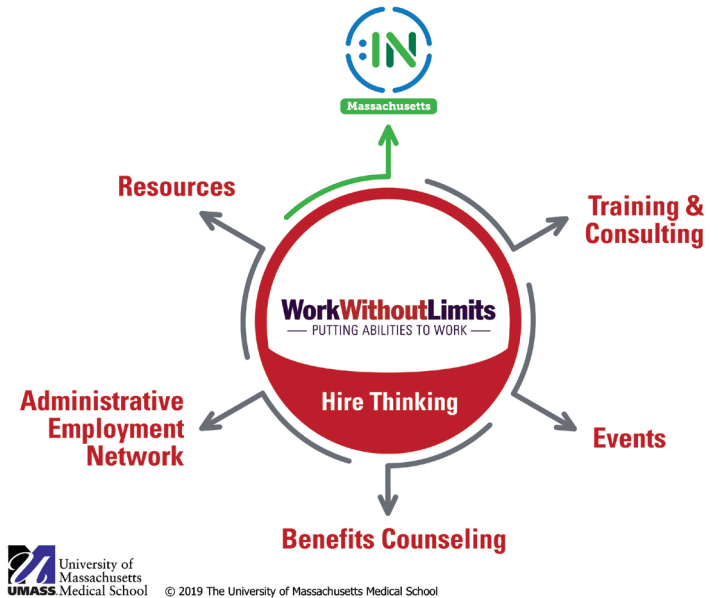 :IN
Massachusetts
Resources
Training &
Consulting
WorkWithoutLimits
PUTTING ABILITIES TO WORK
Hire Thinking
Administrative
Employment
Network
Events
Benefits Counseling
University of
Massachusetts
UMASS. Medical School
© 2019 The University of Massachusetts Medical School